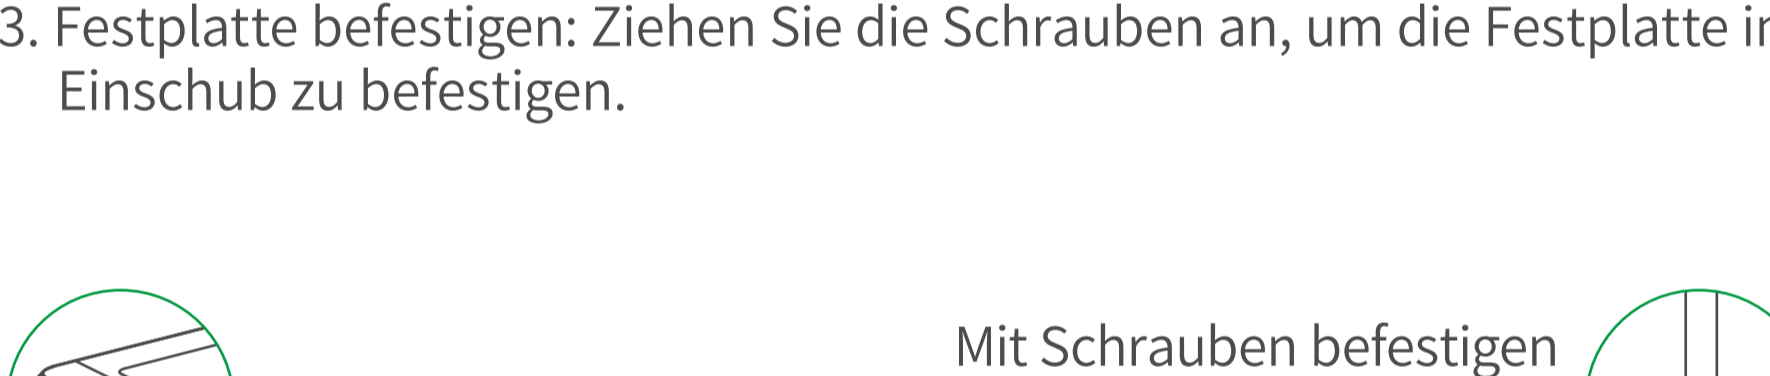 3. Festplatte befestigen: Ziehen Sie die Schrauben an, um die Festplatte
Einschub zu befestigen.
Mit Schrauben befestigen